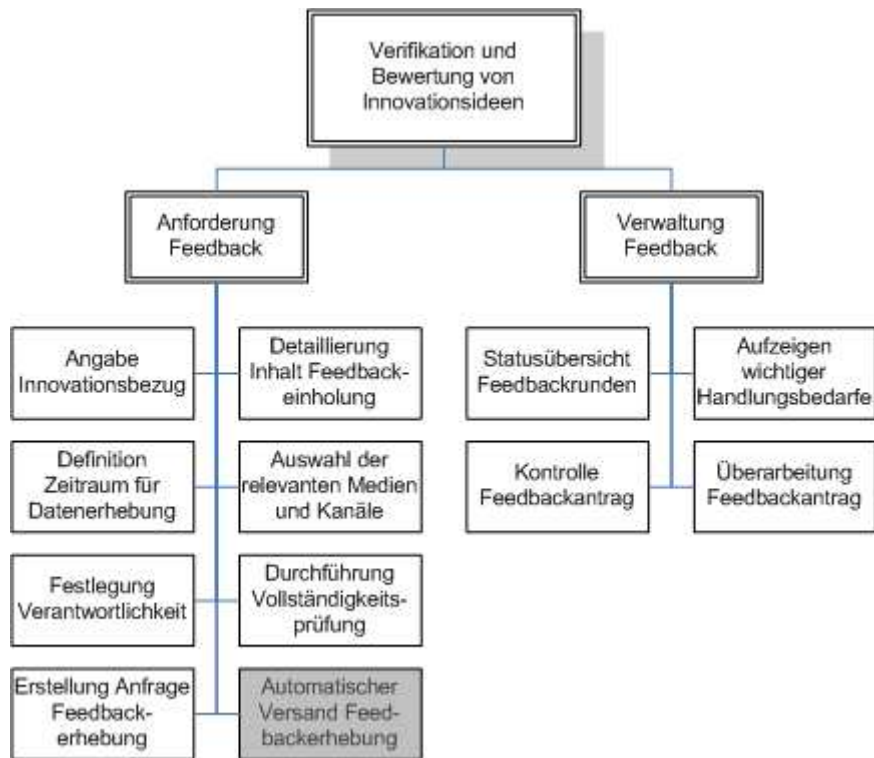 Verifikation und
Bewertung von
Innovationsideen
Anforderung
Feedback
Verwaltung
Feedback
Angabe
Innovationsbezug
Detaillierung
Inhalt Feedback-
einholung
Statusübersicht
Feedbackrunden
Aufzeigen
wichtiger
Handlungsbedarfe
Definition
Zeitraum für
Datenerhebung
Auswahl der
relevanten Medien
und Kanäle
Kontrolle
Feedbackantrag
Überarbeitung
Feedbackantrag
Festlegung
Verantwortlichkeit
Durchführung
Vollständigkeits-
prüfung
Erstellung Anfrage
Feedback-
erhebung
Automatischer
Versand Feed-
backerhebung